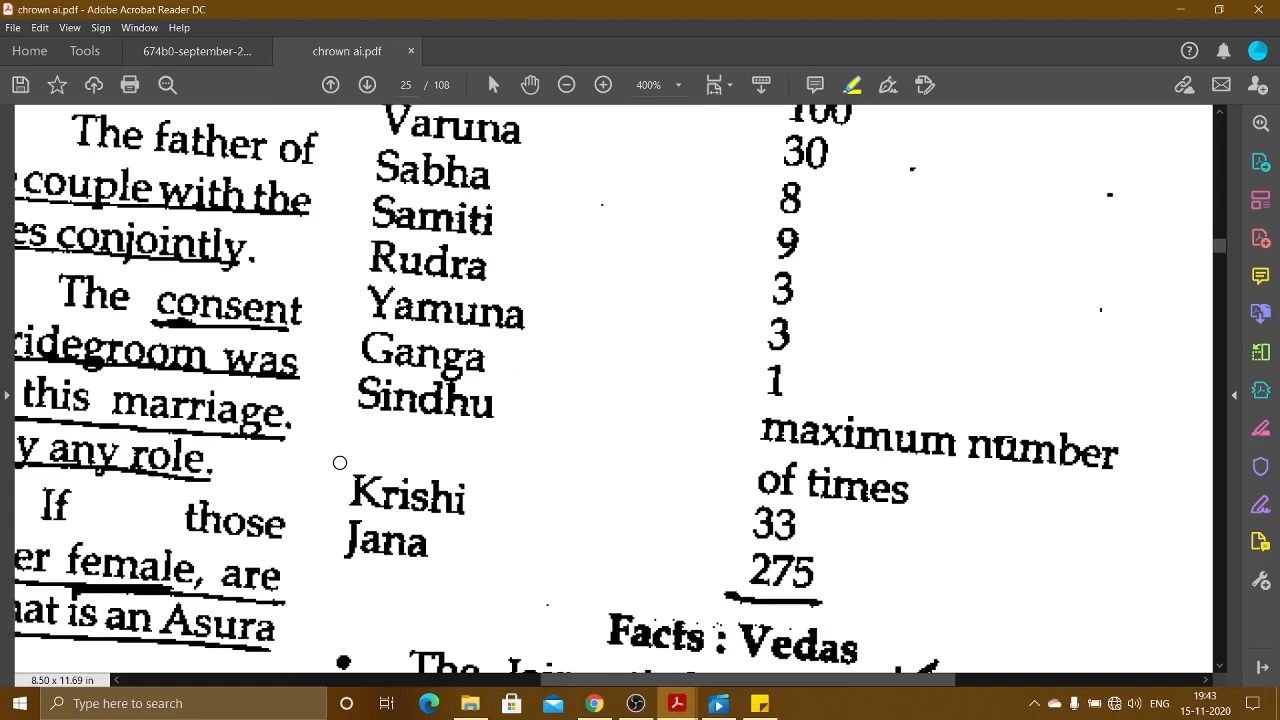 chrown ai.pdf - Adobe Acrobat Reader DC
File Edit View Sign Window Help
Home Tools 674b0-september-2... chrown ai.pdf ×
25 / 108 400%
The father of
couple with the
es conjointly.
The consent
ridegroom was
this marriage.
y any role.
If those
er female, are
at is an Asura
Varuna 100
Sabha 30
Samiti 8
Rudra 9
Yamuna 3
Ganga 3
Sindhu 1
maximum number
of times
Krishi 33
Jana 275
Facts : Vedas
• The
8.50 x 11.69 in
Type here to search
ENG 19:43
15-11-2020